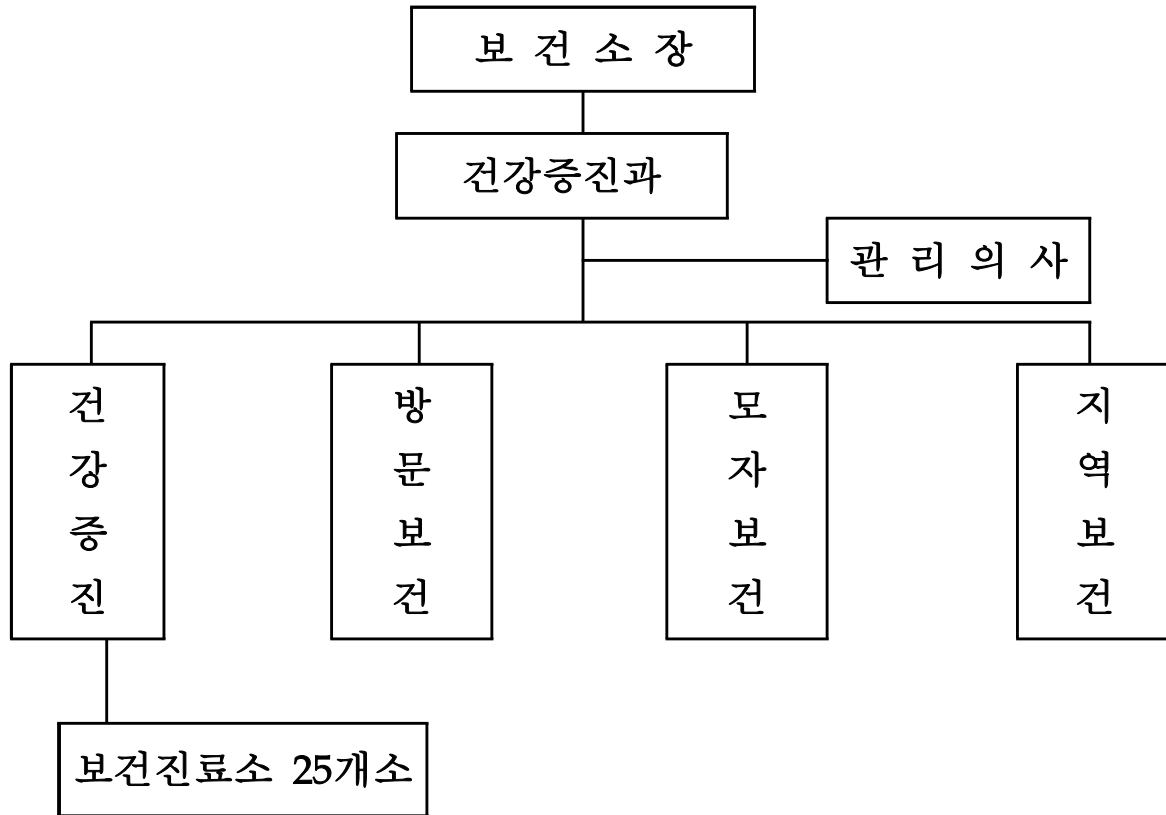 보 건 소 장
건강증진과
관 리 의 사
건강증진
방문보건
모자보건
지역보건
보건진료소 25개소